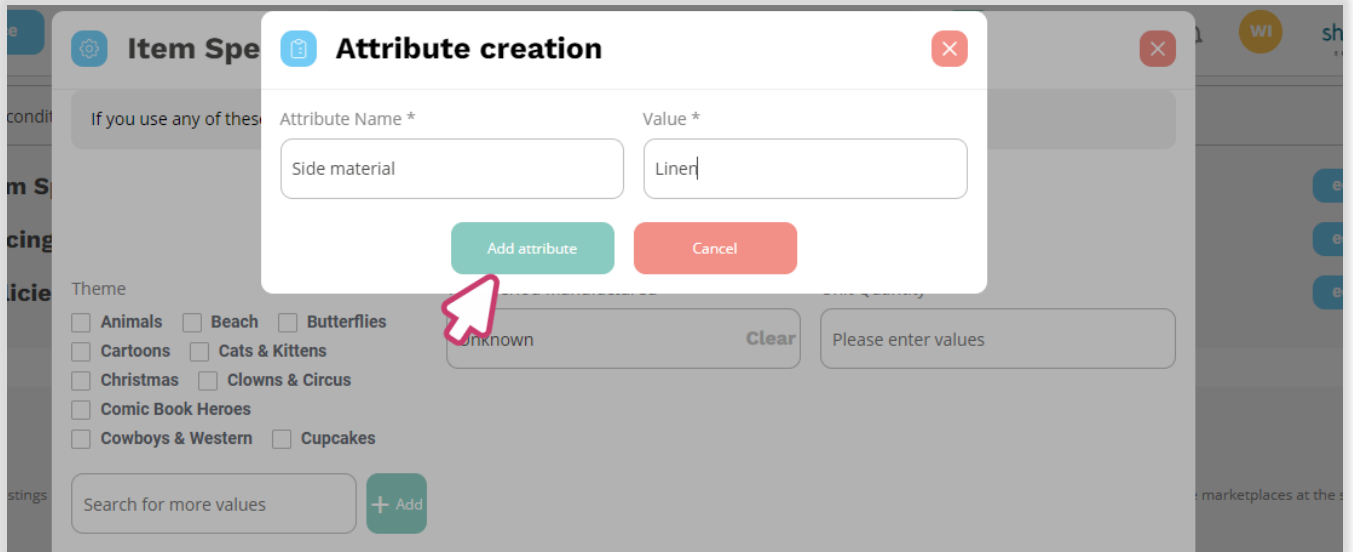 Item Spe
Attribute creation
WI
sh
condit
If you use any of these
Attribute Name *
Value *
Side material
Linen
m S
cing
licie
Add attribute
Cancel
Theme
Animals
Beach
Butterflies
Cartoons
Cats & Kittens
Christmas
Clowns & Circus
Comic Book Heroes
Cowboys & Western
Cupcakes
Unknown
Clear
Please enter values
Search for more values
+ Add
stings
marketplaces at the s